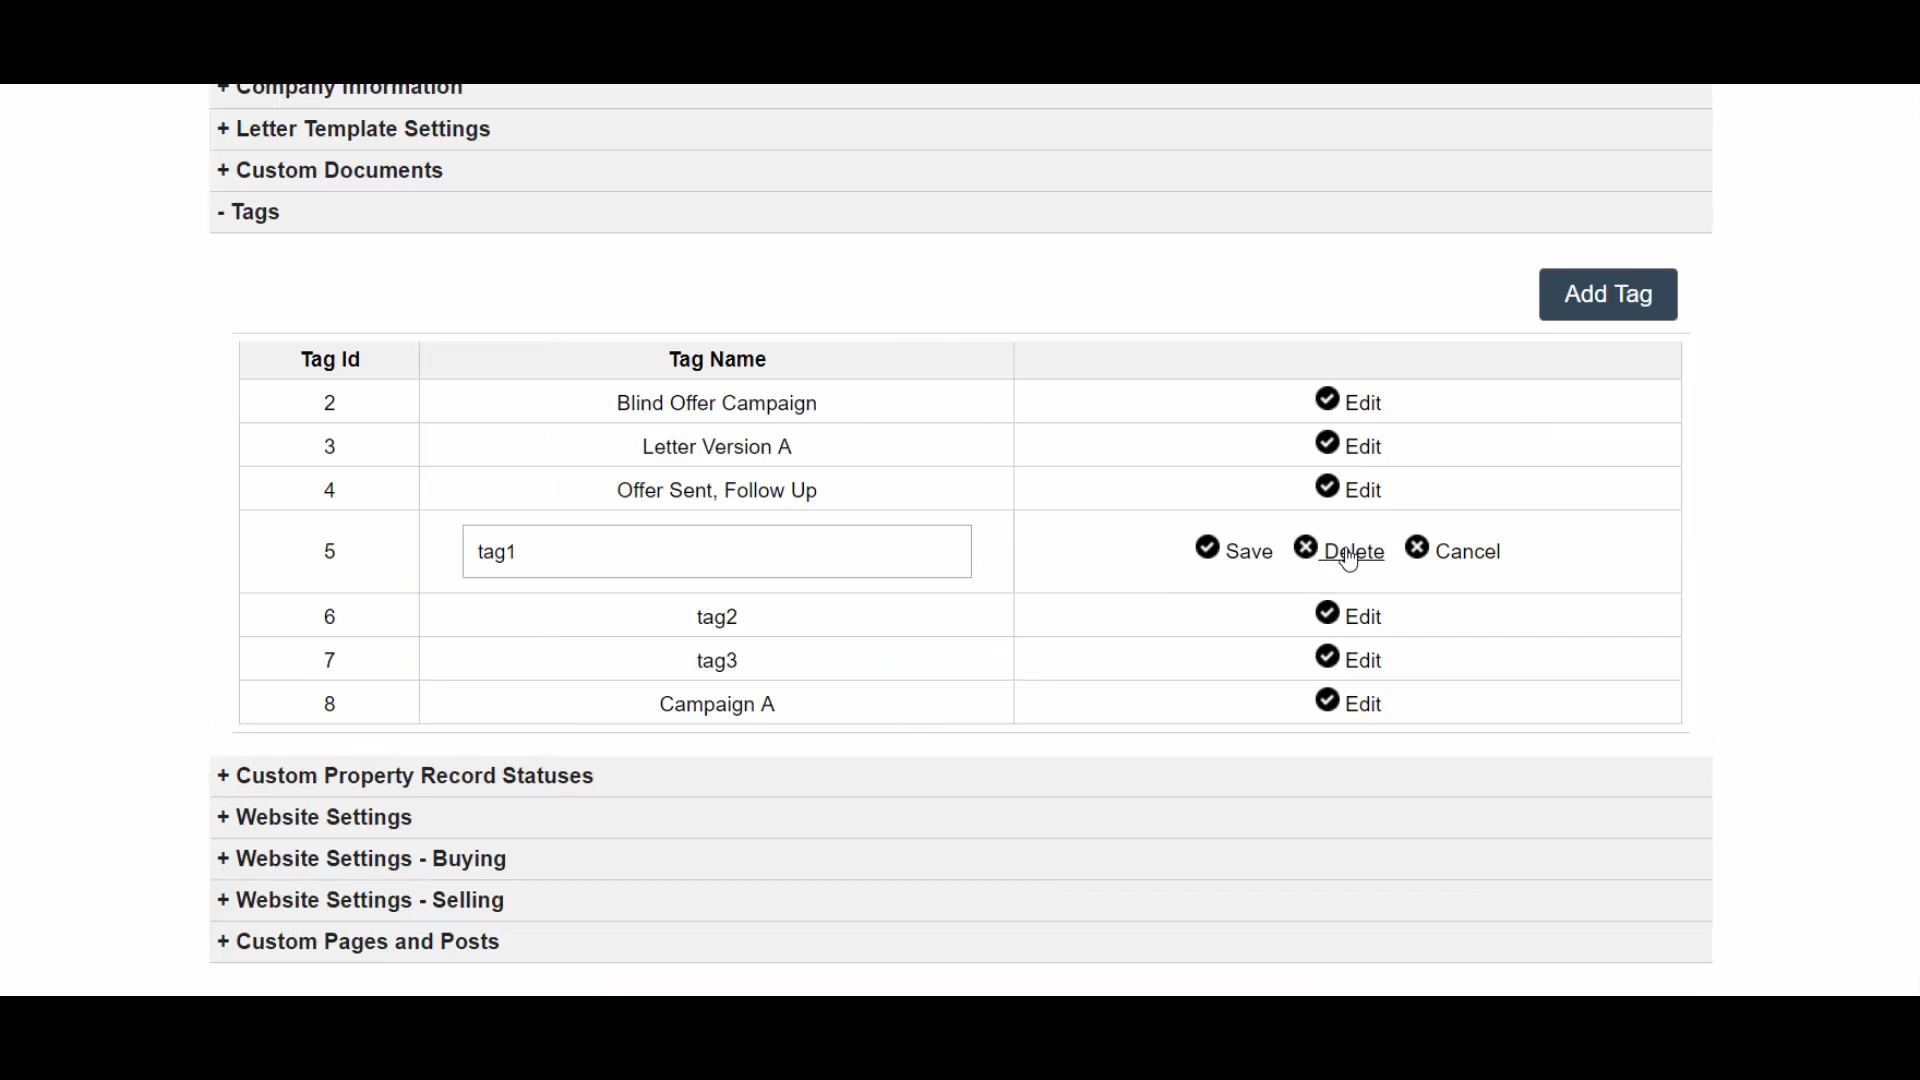 + Company Information
+ Letter Template Settings
+ Custom Documents
- Tags
Add Tag
Tag Id Tag Name
2 Blind Offer Campaign Edit
3 Letter Version A Edit
4 Offer Sent, Follow Up Edit
5 tag1 Save Delete Cancel
6 tag2 Edit
7 tag3 Edit
8 Campaign A Edit
+ Custom Property Record Statuses
+ Website Settings
+ Website Settings - Buying
+ Website Settings - Selling
+ Custom Pages and Posts